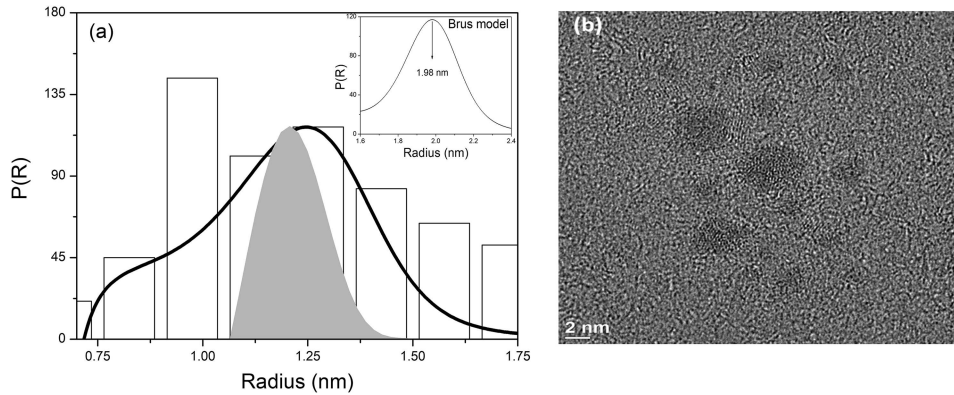 (a)
180
135
90
45
0
P(R)
0.75 1.00 1.25 1.50 1.75
Radius (nm)
Brus model
120
80
40
0
P(R)
1.98 nm
1.6 1.8 2.0 2.2 2.4
Radius (nm)
(b)
2 nm